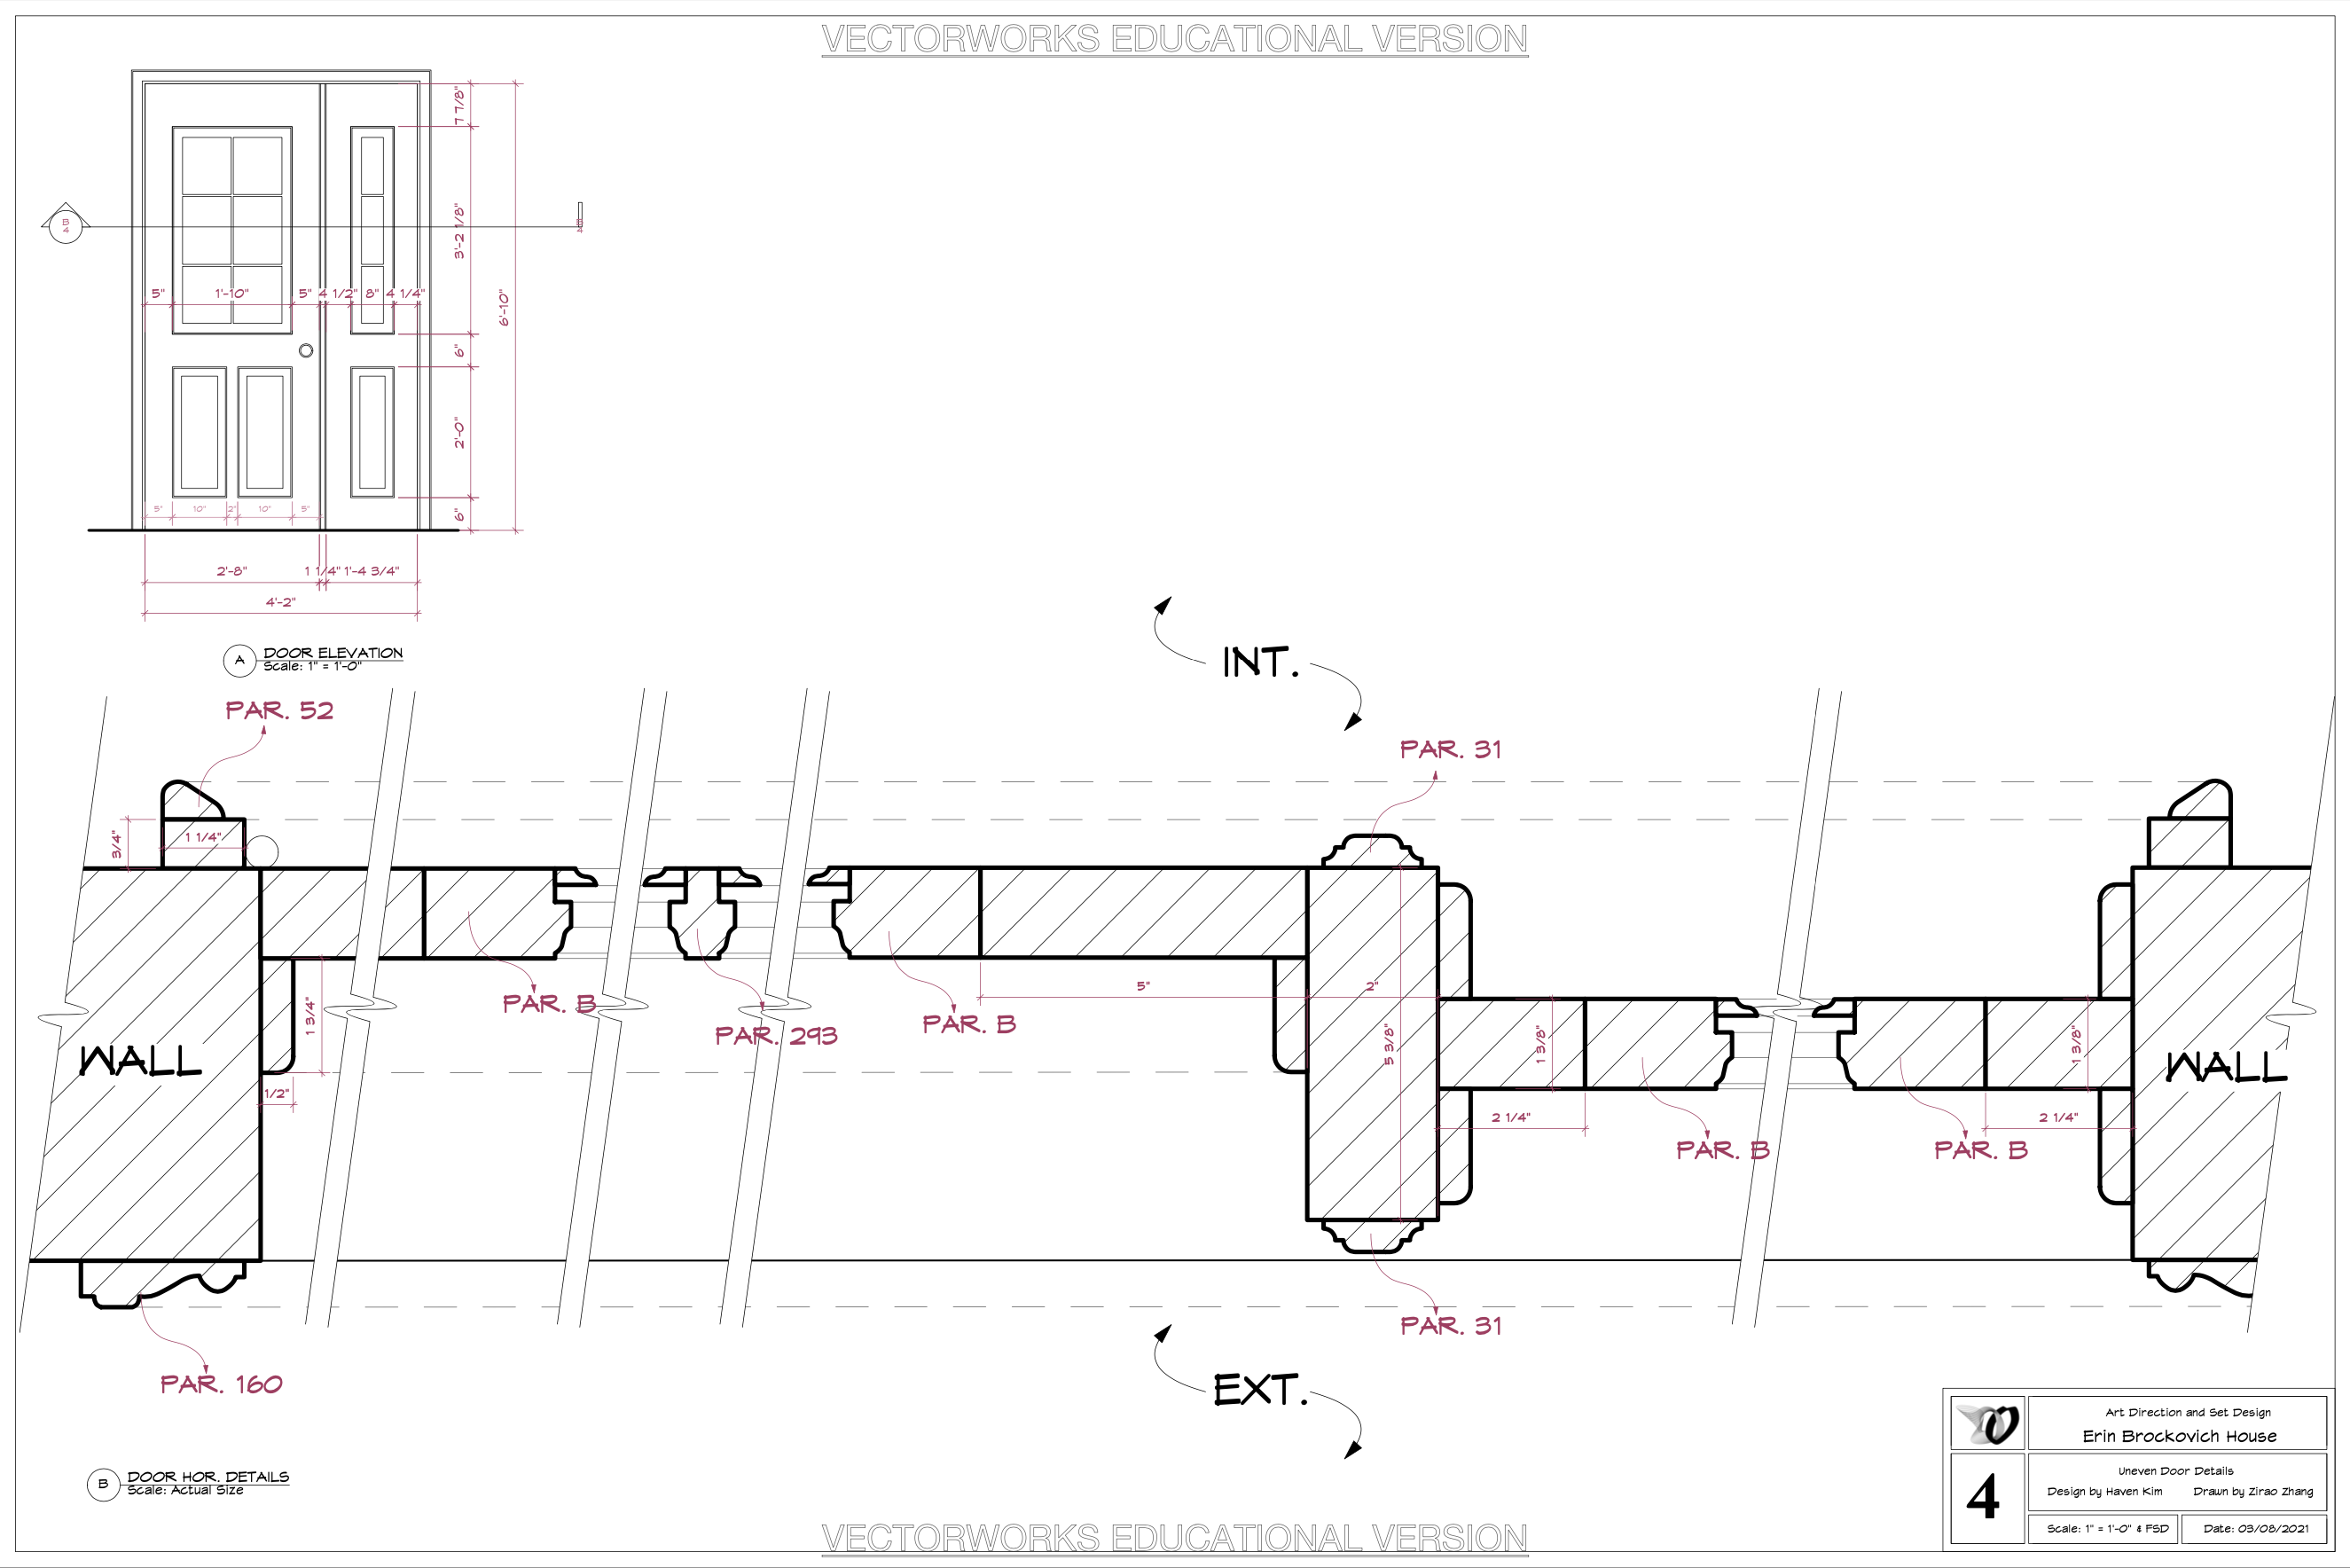 VECTORWORKS EDUCATIONAL VERSION
7 7/8"
3'-2 1/8"
6'-10"
B
4
5" 1'-10" 5" 4 1/2" 8" 4 1/4"
6"
2'-0"
6"
5" 10" 2" 10" 5"
2'-8" 1 1/4" 1'-4 3/4"
4'-2"
A DOOR ELEVATION
Scale: 1" = 1'-0"
INT.
PAR. 52
PAR. 31
3/4"
1 1/4"
5" 2"
PAR. B
PAR. 293
PAR. B
1 3/4"
5 3/8"
1 3/8"
1 3/8"
WALL
WALL
1/2"
2 1/4"
2 1/4"
PAR. B
PAR. B
PAR. 31
PAR. 160
EXT.
B DOOR HOR. DETAILS
Scale: Actual Size
Art Direction and Set Design
Erin Brockovich House
4
Uneven Door Details
Design by Haven Kim Drawn by Zirao Zhang
Scale: 1" = 1'-0" & FSD Date: 03/08/2021
VECTORWORKS EDUCATIONAL VERSION